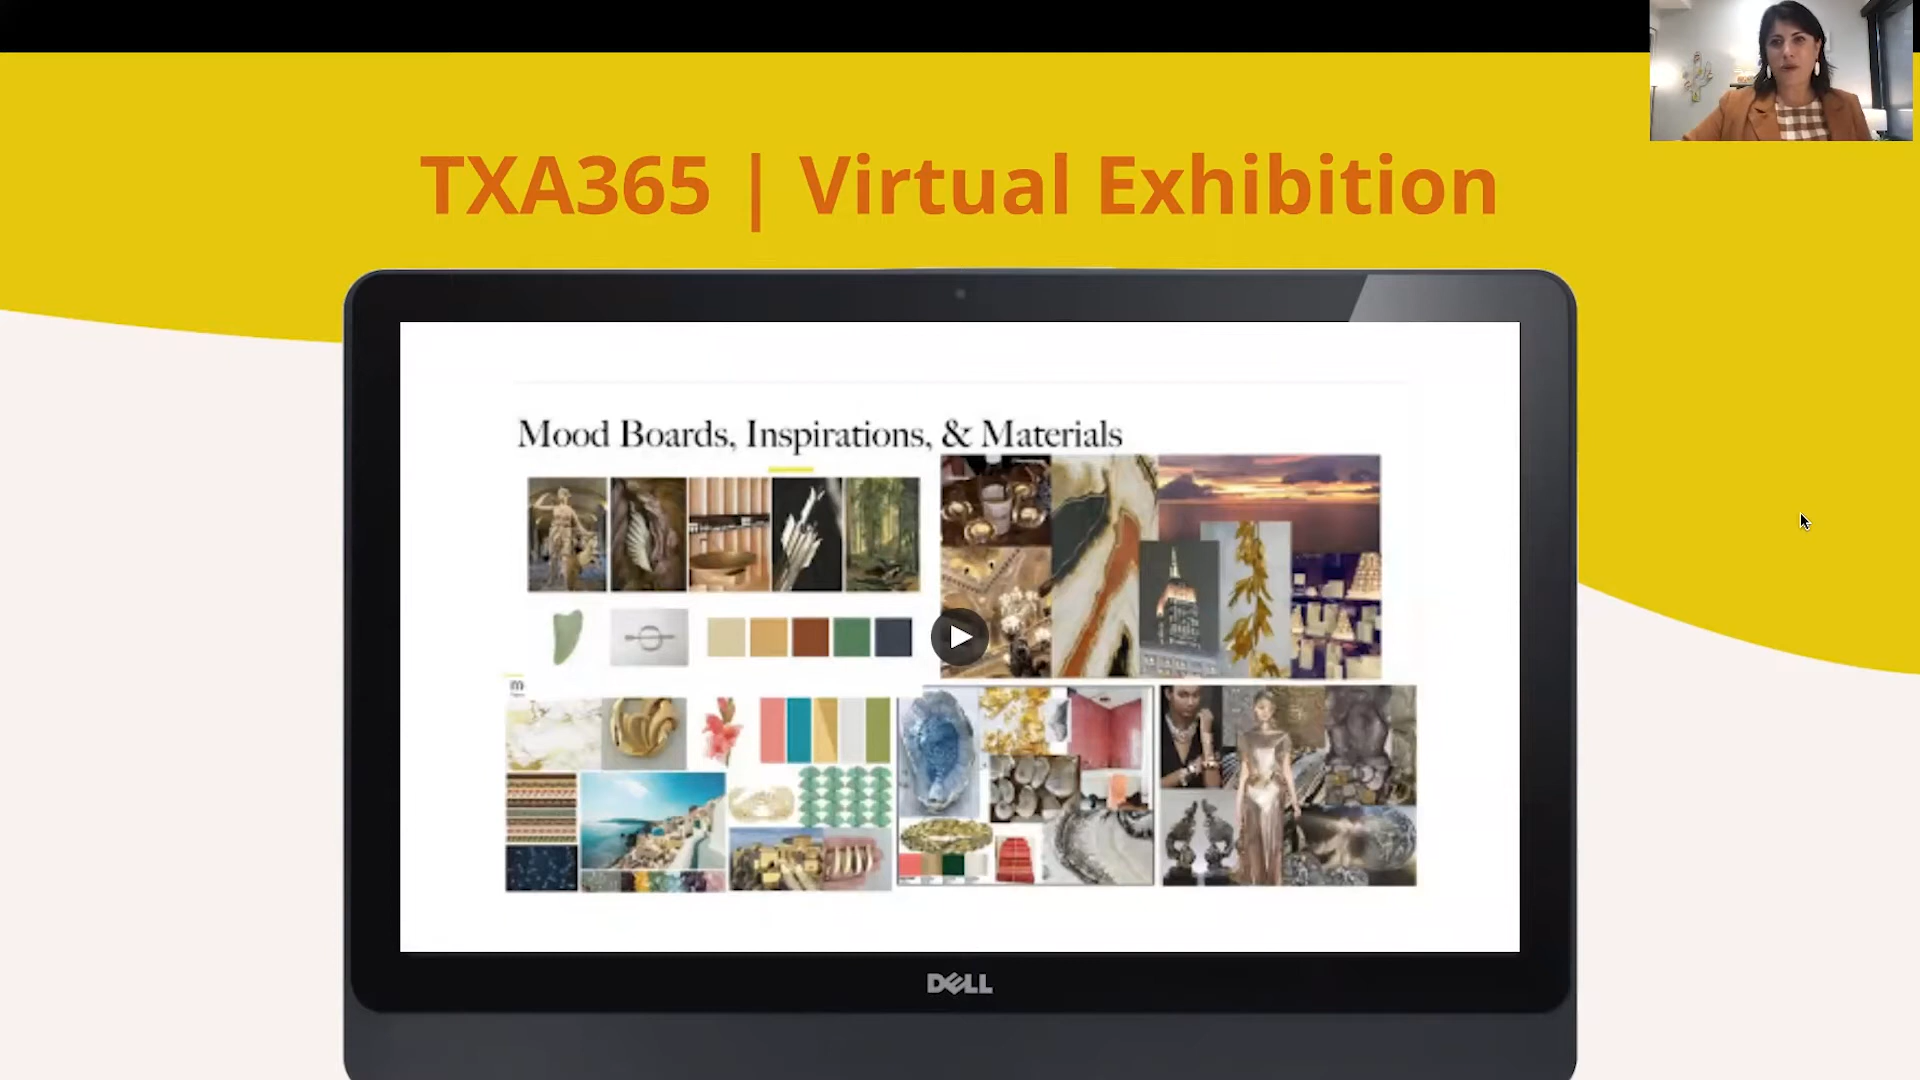 TXA365 | Virtual Exhibition
Mood Boards, Inspirations, & Materials
m
DELL